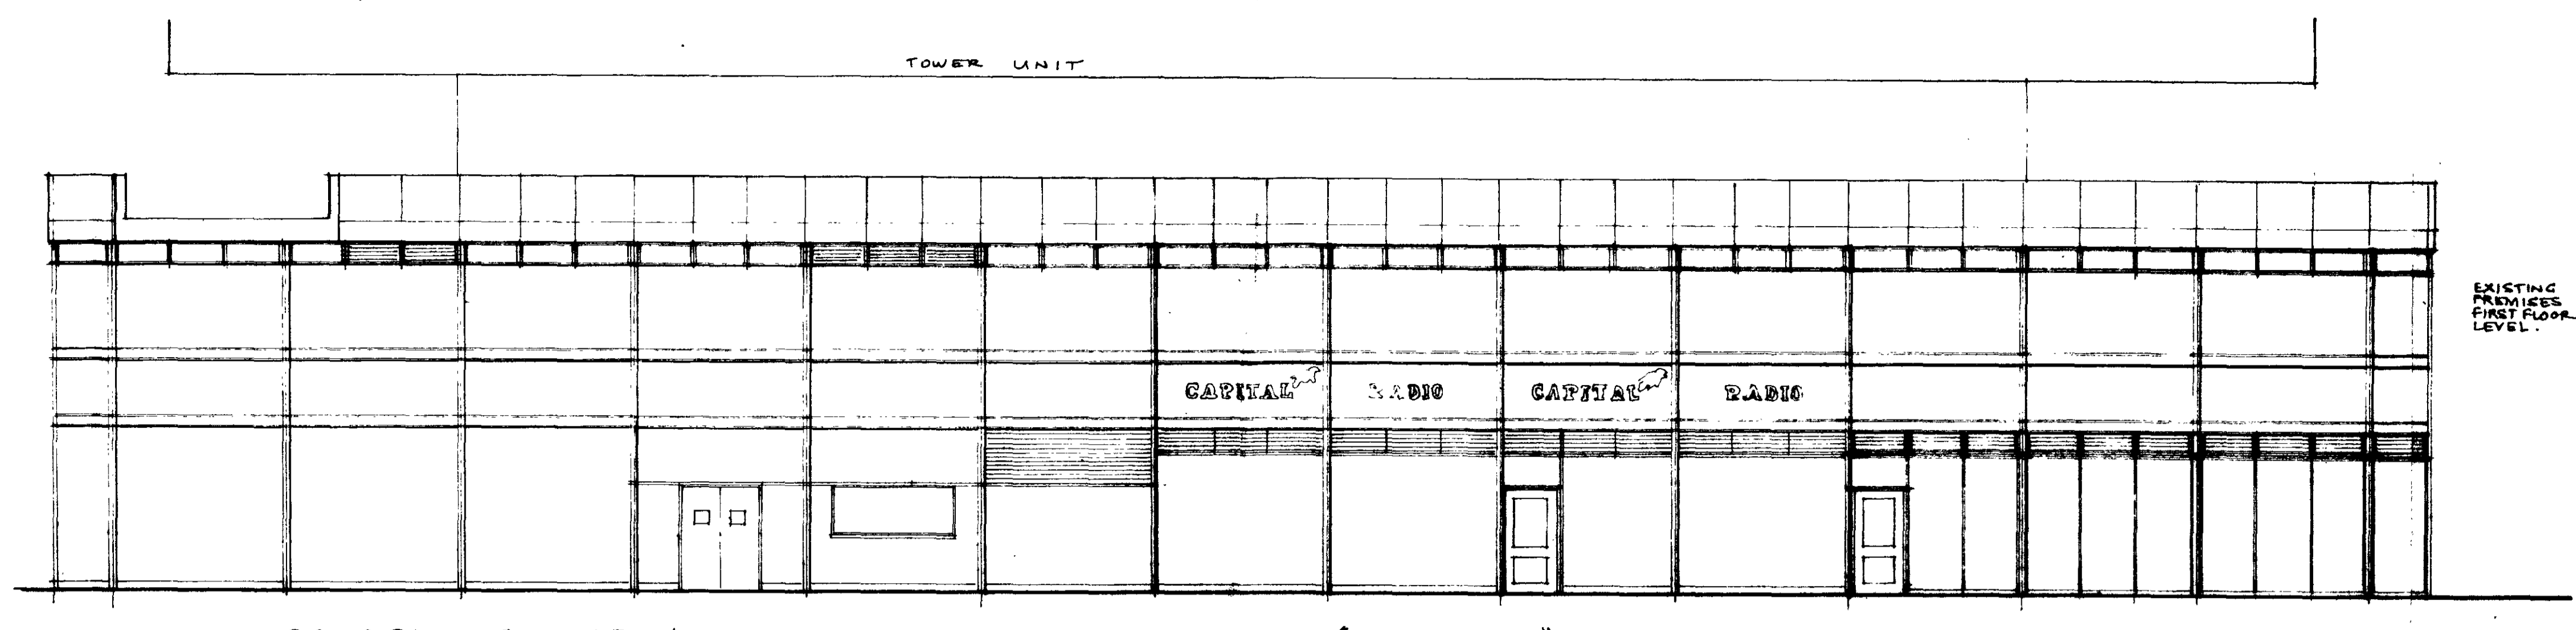 TOWER UNIT
EXISTING
PREMISES
FIRST FLOOR
LEVEL.
CAPITAL RADIO CAPITAL RADIO